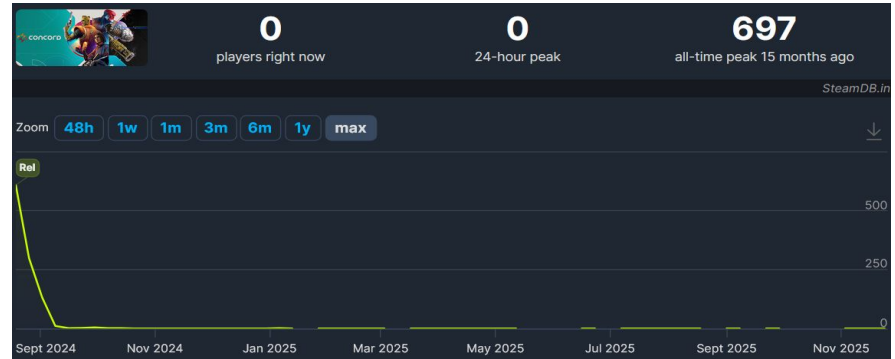 concord
0
players right now
0
24-hour peak
697
all-time peak 15 months ago
SteamDB.in
Zoom 48h 1w 1m 3m 6m 1y max
Rel
500
250
0
Sept 2024 Nov 2024 Jan 2025 Mar 2025 May 2025 Jul 2025 Sept 2025 Nov 2025